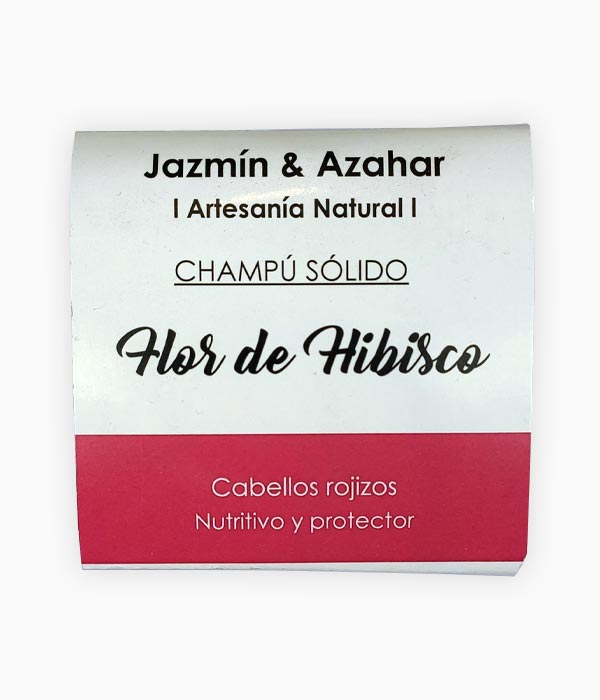 Jazmín & Azahar
| Artesanía Natural |
CHAMPÚ SÓLIDO
Flor de Hibisco
Cabellos rojizos
Nutritivo y protector